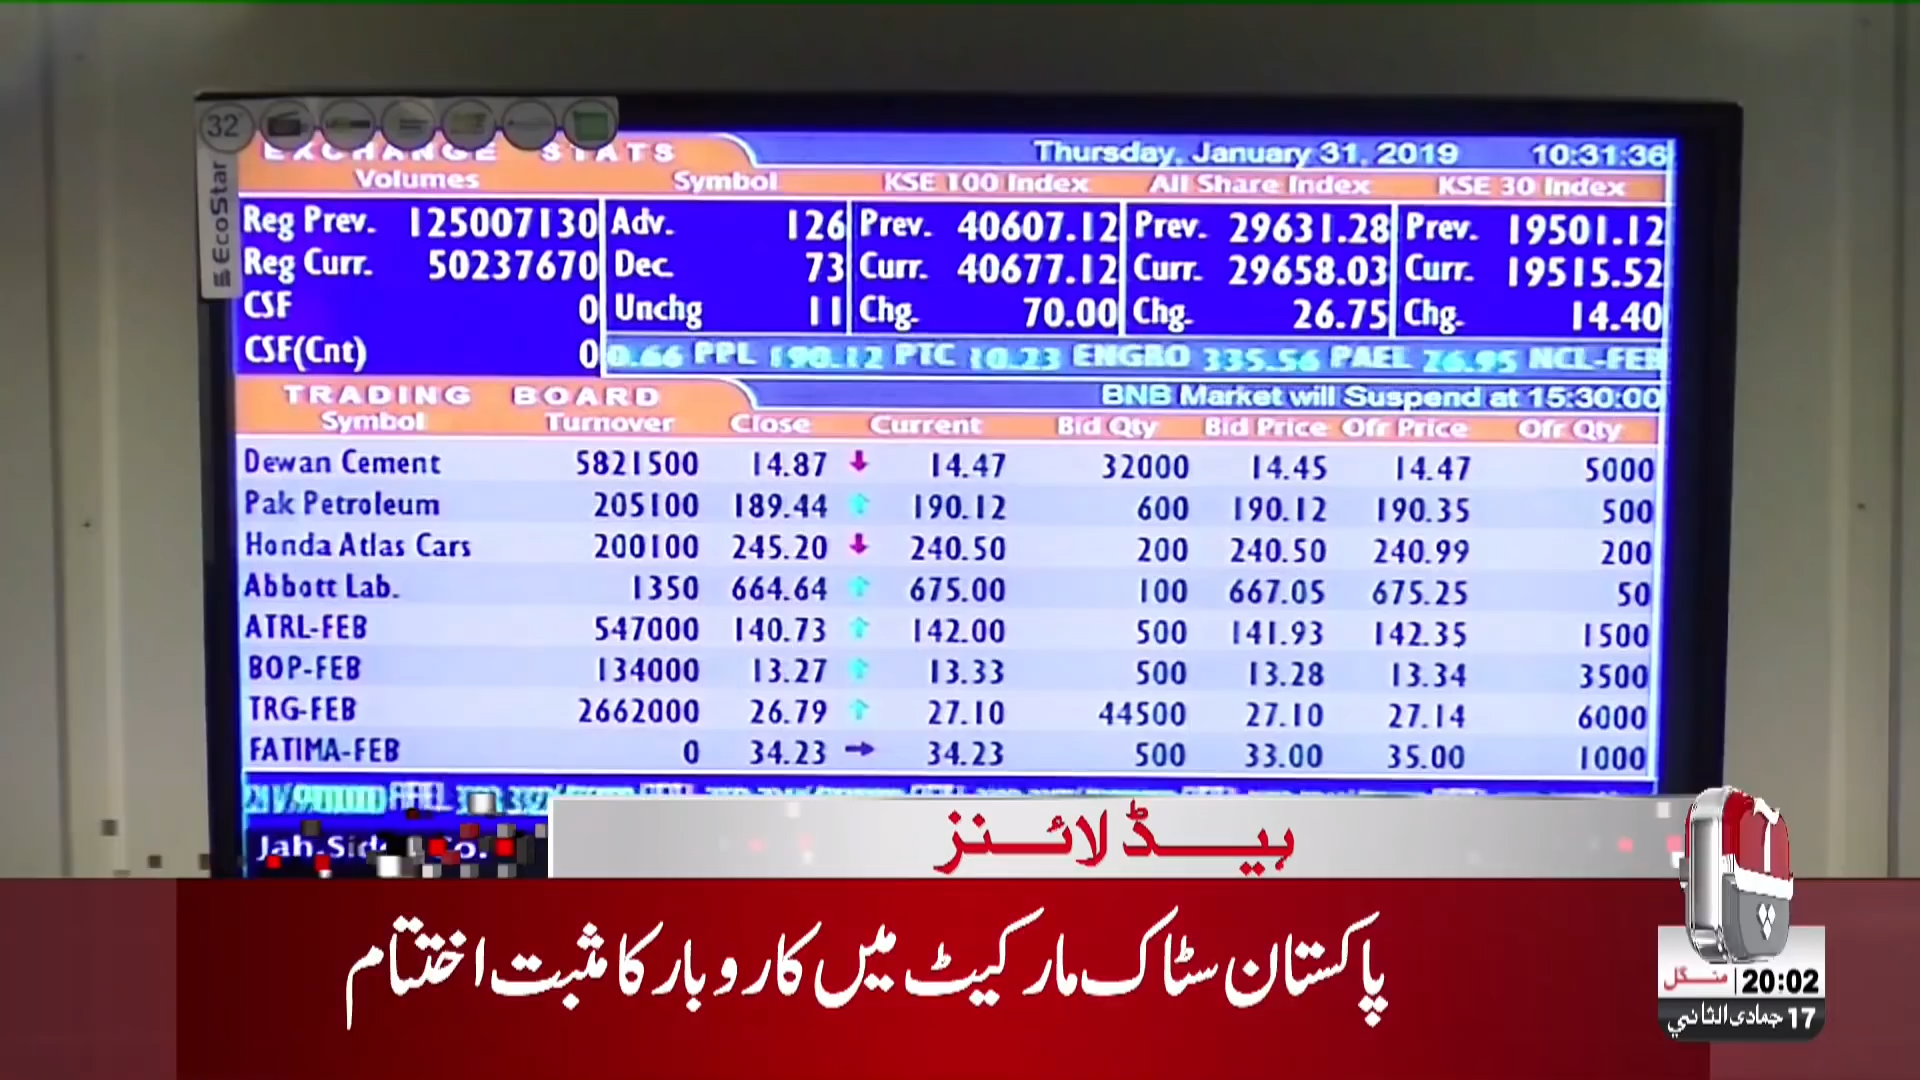 32"
EcoStar
EXCHANGE STATS Thursday, January 31, 2019 10:31:36
Volumes Symbol KSE 100 Index All Share Index KSE 30 Index
Reg Prev. 125007130 Adv. 126 Prev. 40607.12 Prev. 29631.28 Prev. 19501.12
Reg Curr. 50237670 Dec. 73 Curr. 40677.12 Curr. 29658.03 Curr. 19515.52
CSF 0 Unchg 11 Chg. 70.00 Chg. 26.75 Chg. 14.40
CSF(Cnt) 0 0.66 PPL 190.12 PTC 10.23 ENGRO 335.56 PAEL 26.95 NCL-FEB
TRADING BOARD BNB Market will Suspend at 15:30:00
Symbol Turnover Close Current Bid Qty Bid Price Ofr Price Ofr Qty
Dewan Cement 5821500 14.87 ↓ 14.47 32000 14.45 14.47 5000
Pak Petroleum 205100 189.44 ↑ 190.12 600 190.12 190.35 500
Honda Atlas Cars 200100 245.20 ↓ 240.50 200 240.50 240.99 200
Abbott Lab. 1350 664.64 ↑ 675.00 100 667.05 675.25 50
ATRL-FEB 547000 140.73 ↑ 142.00 500 141.93 142.35 1500
BOP-FEB 134000 13.27 ↑ 13.33 500 13.28 13.34 3500
TRG-FEB 2662000 26.79 ↑ 27.10 44500 27.10 27.14 6000
FATIMA-FEB 0 34.23 → 34.23 500 33.00 35.00 1000
ہیڈ لائنز
پاکستان سٹاک مارکیٹ میں کاروبار کا مثبت اختتام
منگل 20:02
17 جمادی الثانی